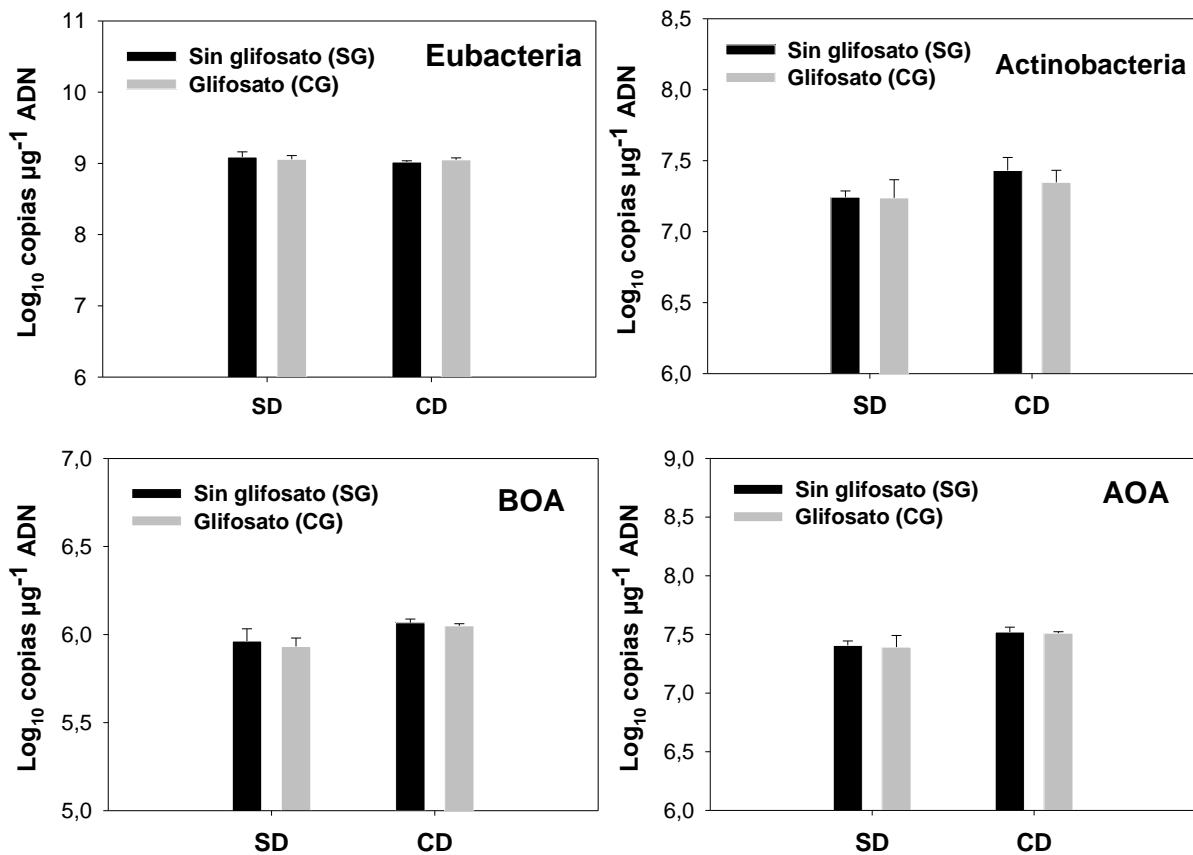 Log₁₀ copias µg⁻¹ ADN
11
10
9
8
7
6
Sin glifosato (SG)
Glifosato (CG)
Eubacteria
SD
CD
Log₁₀ copias µg⁻¹ ADN
8,5
8,0
7,5
7,0
6,5
6,0
Sin glifosato (SG)
Glifosato (CG)
Actinobacteria
SD
CD
Log₁₀ copias µg⁻¹ ADN
7,0
6,5
6,0
5,5
5,0
Sin glifosato (SG)
Glifosato (CG)
BOA
SD
CD
Log₁₀ copias µg⁻¹ ADN
9,0
8,5
8,0
7,5
7,0
6,5
6,0
Sin glifosato (SG)
Glifosato (CG)
AOA
SD
CD